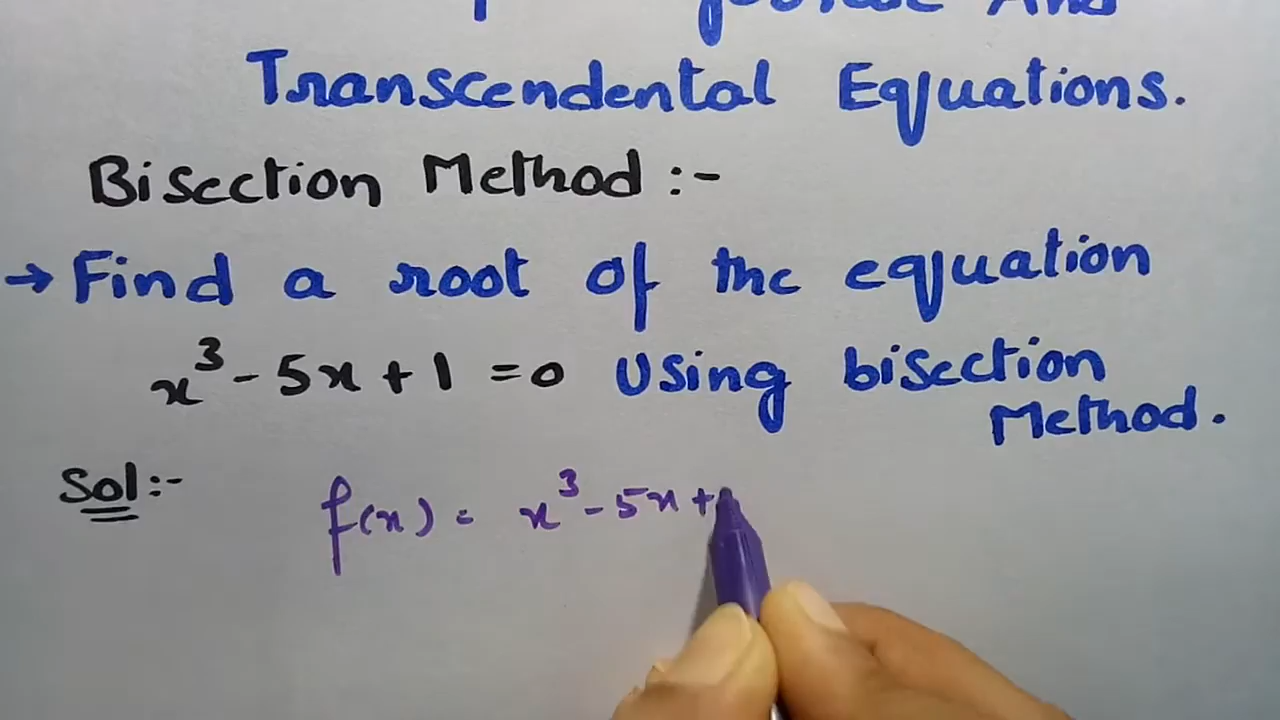 And
Transcendental Equations.
Bisection Method :-
→ Find a root of the equation
x³ - 5x + 1 = 0 Using bisection
Method.
Sol :- f(x) = x³ - 5x +